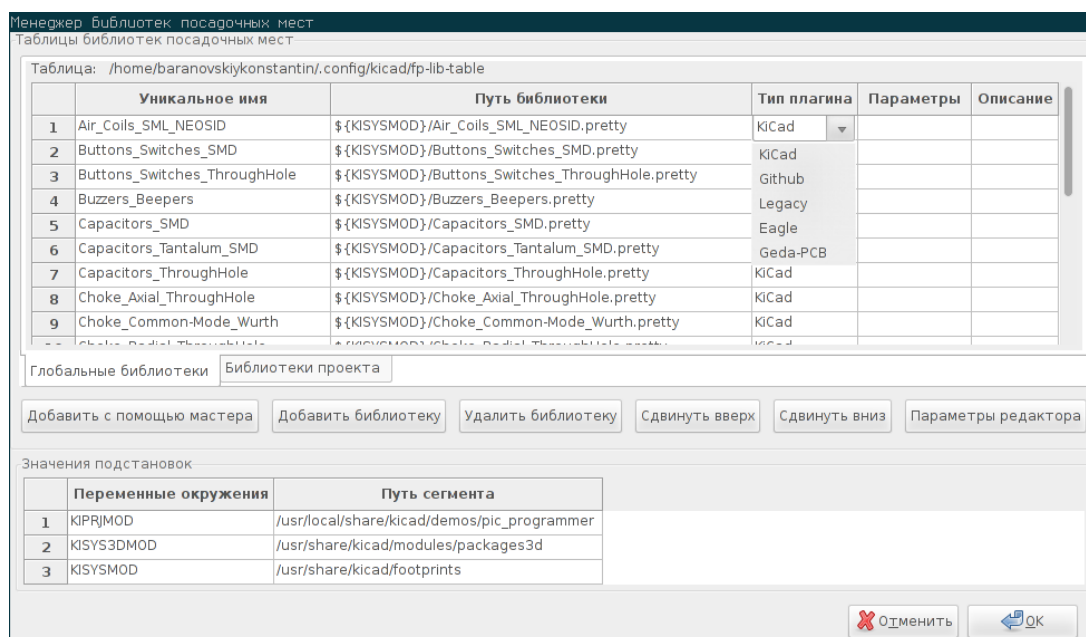 Менеджер библиотек посадочных мест
Таблицы библиотек посадочных мест
Таблица: /home/baranovskiykonstantin/.config/kicad/fp-lib-table
Уникальное имя Путь библиотеки Тип плагина Параметры Описание
1 Air_Coils_SML_NEOSID ${KISYSMOD}/Air_Coils_SML_NEOSID.pretty KiCad
2 Buttons_Switches_SMD ${KISYSMOD}/Buttons_Switches_SMD.pretty KiCad
3 Buttons_Switches_ThroughHole ${KISYSMOD}/Buttons_Switches_ThroughHole.pretty Github
4 Buzzers_Beepers ${KISYSMOD}/Buzzers_Beepers.pretty Legacy
5 Capacitors_SMD ${KISYSMOD}/Capacitors_SMD.pretty Eagle
6 Capacitors_Tantalum_SMD ${KISYSMOD}/Capacitors_Tantalum_SMD.pretty Geda-PCB
7 Capacitors_ThroughHole ${KISYSMOD}/Capacitors_ThroughHole.pretty KiCad
8 Choke_Axial_ThroughHole ${KISYSMOD}/Choke_Axial_ThroughHole.pretty KiCad
9 Choke_Common-Mode_Wurth ${KISYSMOD}/Choke_Common-Mode_Wurth.pretty KiCad
Глобальные библиотеки Библиотеки проекта
Добавить с помощью мастера Добавить библиотеку Удалить библиотеку Сдвинуть вверх Сдвинуть вниз Параметры редактора
Значения подстановок
Переменные окружения Путь сегмента
1 KIPRJMOD /usr/local/share/kicad/demos/pic_programmer
2 KISYS3DMOD /usr/share/kicad/modules/packages3d
3 KISYSMOD /usr/share/kicad/footprints
Отменить OK